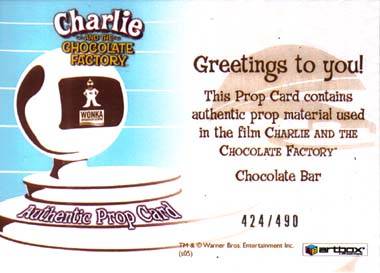 Charlie
AND THE
CHOCOLATE
FACTORY
Greetings to you!
This Prop Card contains
authentic prop material used
in the film CHARLIE AND THE
CHOCOLATE FACTORY
Chocolate Bar
WONKA
Authentic Prop Card
424/490
TM & © Warner Bros. Entertainment Inc.
(s05)
artbox